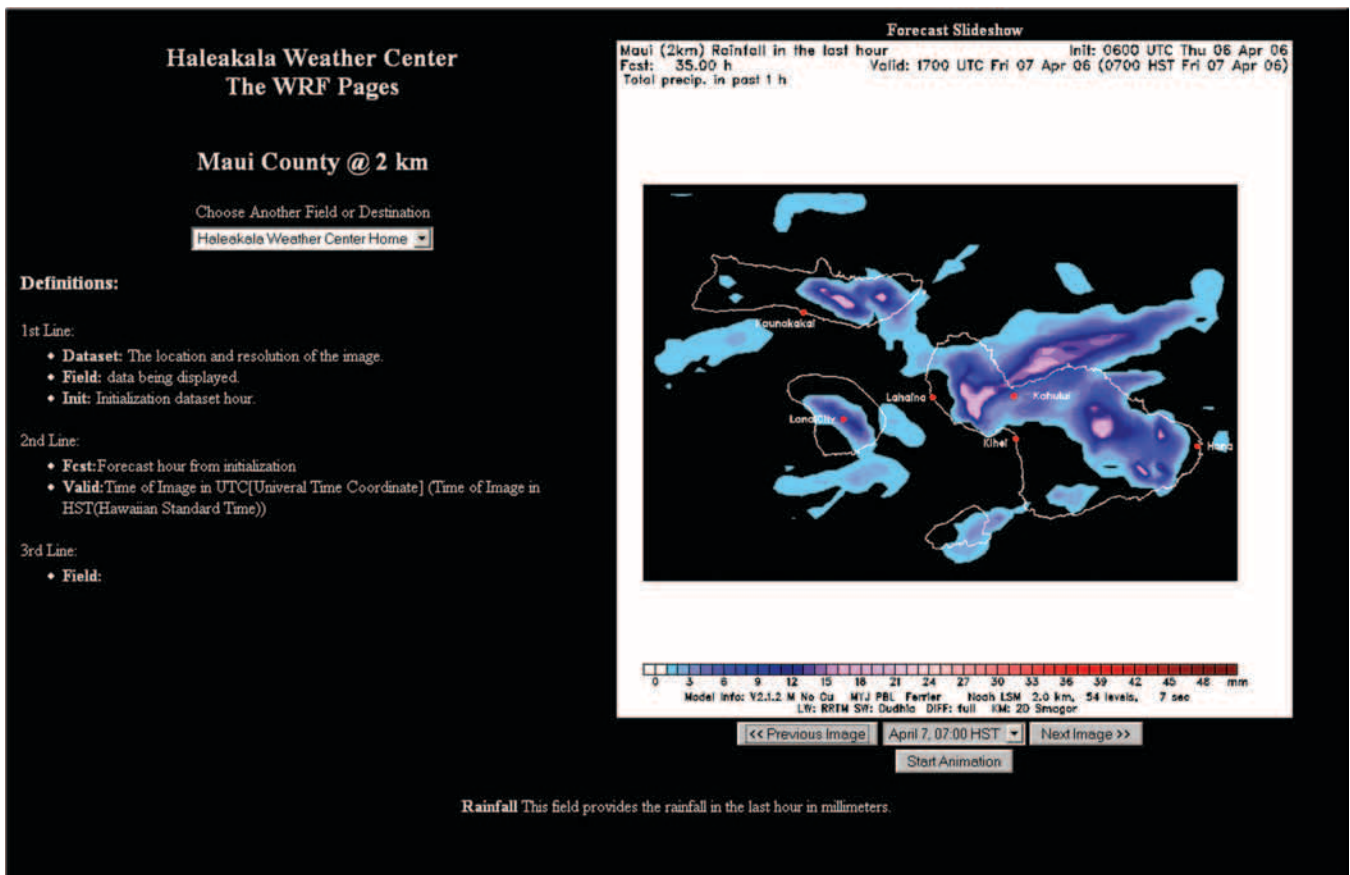 Haleakala Weather Center
The WRF Pages
Maui County @ 2 km
Choose Another Field or Destination
Haleakala Weather Center Home
Definitions:
1st Line:
Dataset: The location and resolution of the image.
Field: data being displayed.
Init: Initialization dataset hour.
2nd Line:
Fcst:Forecast hour from initialization
Valid:Time of Image in UTC[Univeral Time Coordinate] (Time of Image in
HST(Hawaiian Standard Time))
3rd Line:
Field:
Forecast Slideshow
Maui (2km) Rainfall in the last hour Init: 0600 UTC Thu 06 Apr 06
Fcst: 35.00 h Valid: 1700 UTC Fri 07 Apr 06 (0700 HST Fri 07 Apr 06)
Total precip. in past 1 h
Kaunakakai
Lahaina
Kahului
LanaiCity
Kihei
Hana
0 3 6 9 12 15 18 21 24 27 30 33 36 39 42 45 48 mm
Model Info: V2.1.2 M No Cu MYJ PBL Ferrier Noah LSM 2.0 km, 54 levels, 7 sec
LW: RRTM SW: Dudhia DIFF: full KM: 2D Smagor
<< Previous Image April 7, 07:00 HST Next Image >>
Start Animation
Rainfall This field provides the rainfall in the last hour in millimeters.